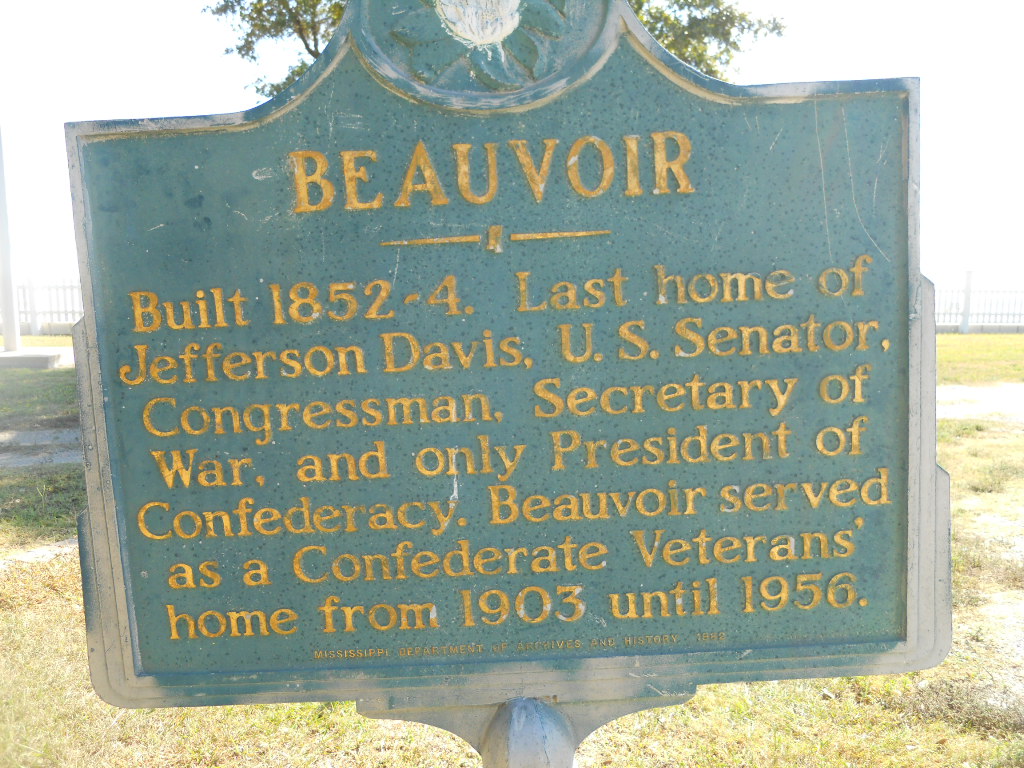 BEAUVOIR
Built 1852-4. Last home of
Jefferson Davis, U.S. Senator,
Congressman, Secretary of
War, and only President of
Confederacy. Beauvoir served
as a Confederate Veterans'
home from 1903 until 1956.
MISSISSIPPI DEPARTMENT OF ARCHIVES AND HISTORY 1982